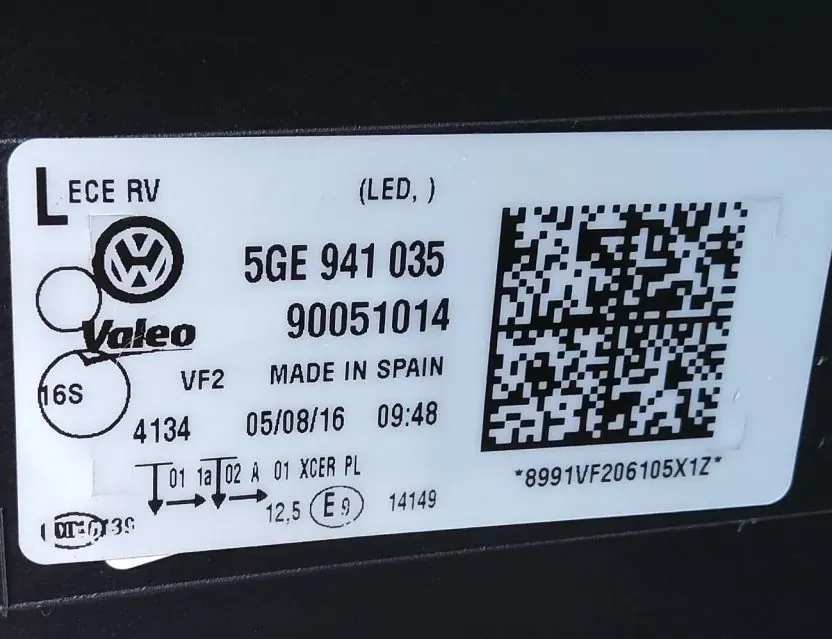 L ECE RV (LED, )
5GE 941 035
90051014
Valeo
16S VF2 MADE IN SPAIN
4134 05/08/16 09:48
01 1a 02 A 01 XCER PL
12,5 E9 14149
*8991VF206105X1Z*